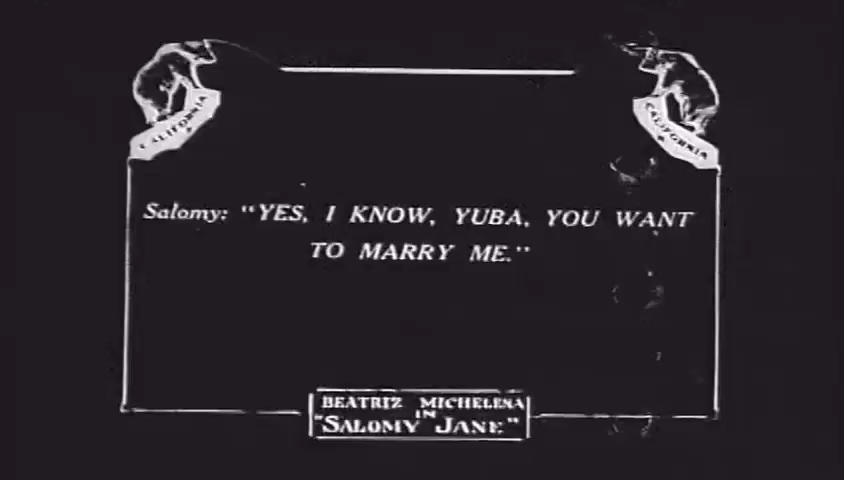 CALIFORNIA
CALIFORNIA
Salomy: "YES, I KNOW, YUBA, YOU WANT
TO MARRY ME."
BEATRIZ MICHELENA
IN
"SALOMY JANE"